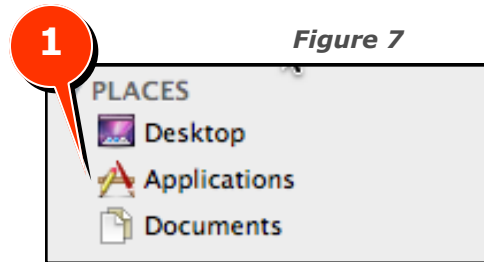 1
Figure 7
PLACES
Desktop
Applications
Documents